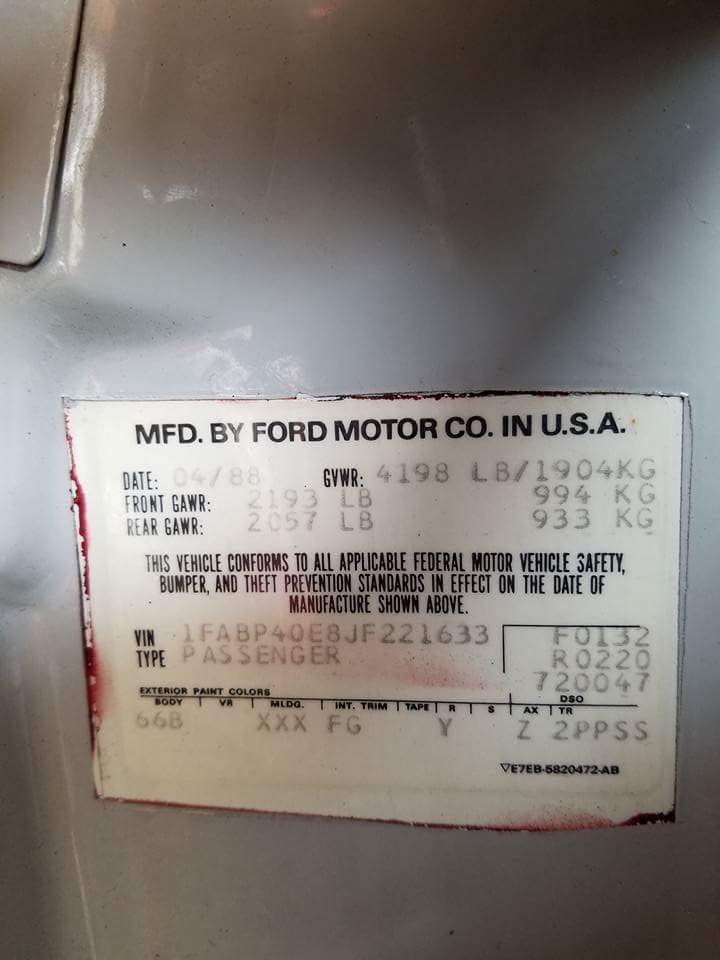 MFD. BY FORD MOTOR CO. IN U.S.A.
DATE: 04/88 GVWR: 4198 LB/1904KG
FRONT GAWR: 2193 LB 994 KG
REAR GAWR: 2057 LB 933 KG
THIS VEHICLE CONFORMS TO ALL APPLICABLE FEDERAL MOTOR VEHICLE SAFETY,
BUMPER, AND THEFT PREVENTION STANDARDS IN EFFECT ON THE DATE OF
MANUFACTURE SHOWN ABOVE.
VIN 1FABP40E8JF221633 F0132
TYPE PASSENGER R0220
720047
EXTERIOR PAINT COLORS DSO
BODY VR MLDG. INT. TRIM TAPE R S AX TR
66B XXX FG Y Z 2PPSS
▽E7EB-5820472-AB